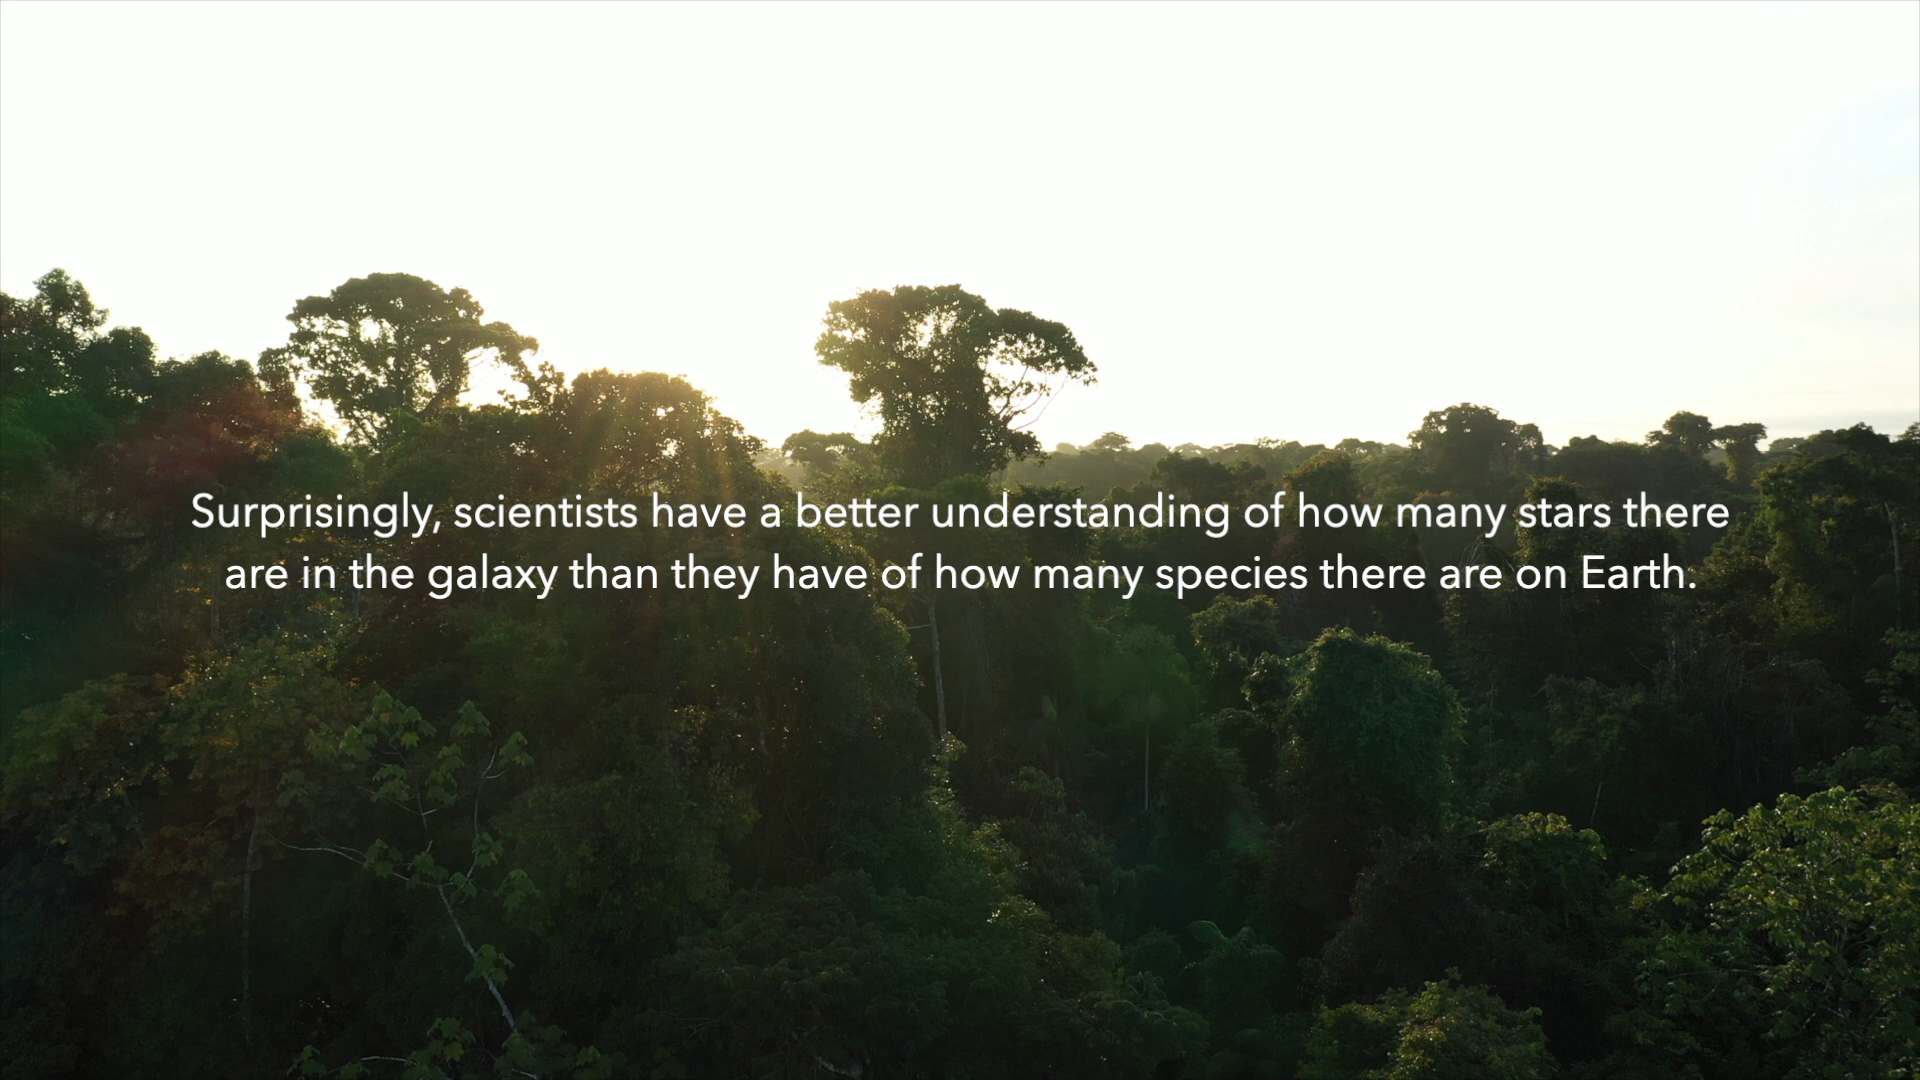 Surprisingly, scientists have a better understanding of how many stars there
are in the galaxy than they have of how many species there are on Earth.